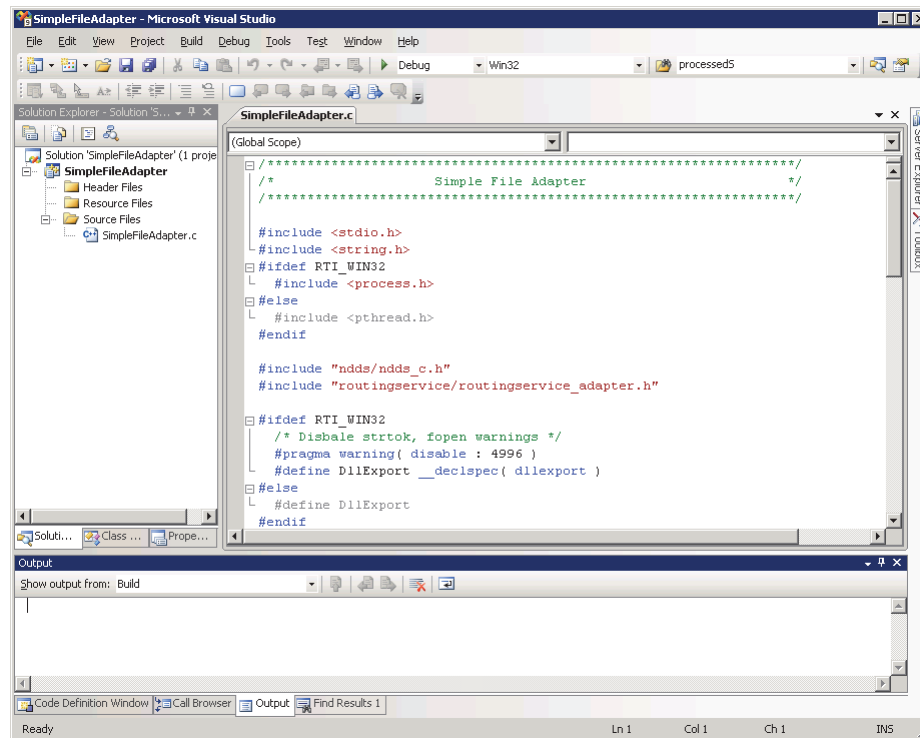 SimpleFileAdapter - Microsoft Visual Studio
File Edit View Project Build Debug Tools Test Window Help
Debug Win32 processedS
Solution Explorer - Solution 'S...
Solution 'SimpleFileAdapter' (1 proje
SimpleFileAdapter
Header Files
Resource Files
Source Files
SimpleFileAdapter.c
Soluti... Class ... Prope...
SimpleFileAdapter.c
(Global Scope)
/******************************************************************/
/* Simple File Adapter */
/******************************************************************/
#include <stdio.h>
#include <string.h>
#ifdef RTI_WIN32
#include <process.h>
#else
#include <pthread.h>
#endif
#include "ndds/ndds_c.h"
#include "routingservice/routingservice_adapter.h"
#ifdef RTI_WIN32
/* Disbale strtok, fopen warnings */
#pragma warning( disable : 4996 )
#define DllExport __declspec( dllexport )
#else
#define DllExport
#endif
Server Explorer
Toolbox
Output
Show output from: Build
Code Definition Window Call Browser Output Find Results 1
Ready Ln 1 Col 1 Ch 1 INS